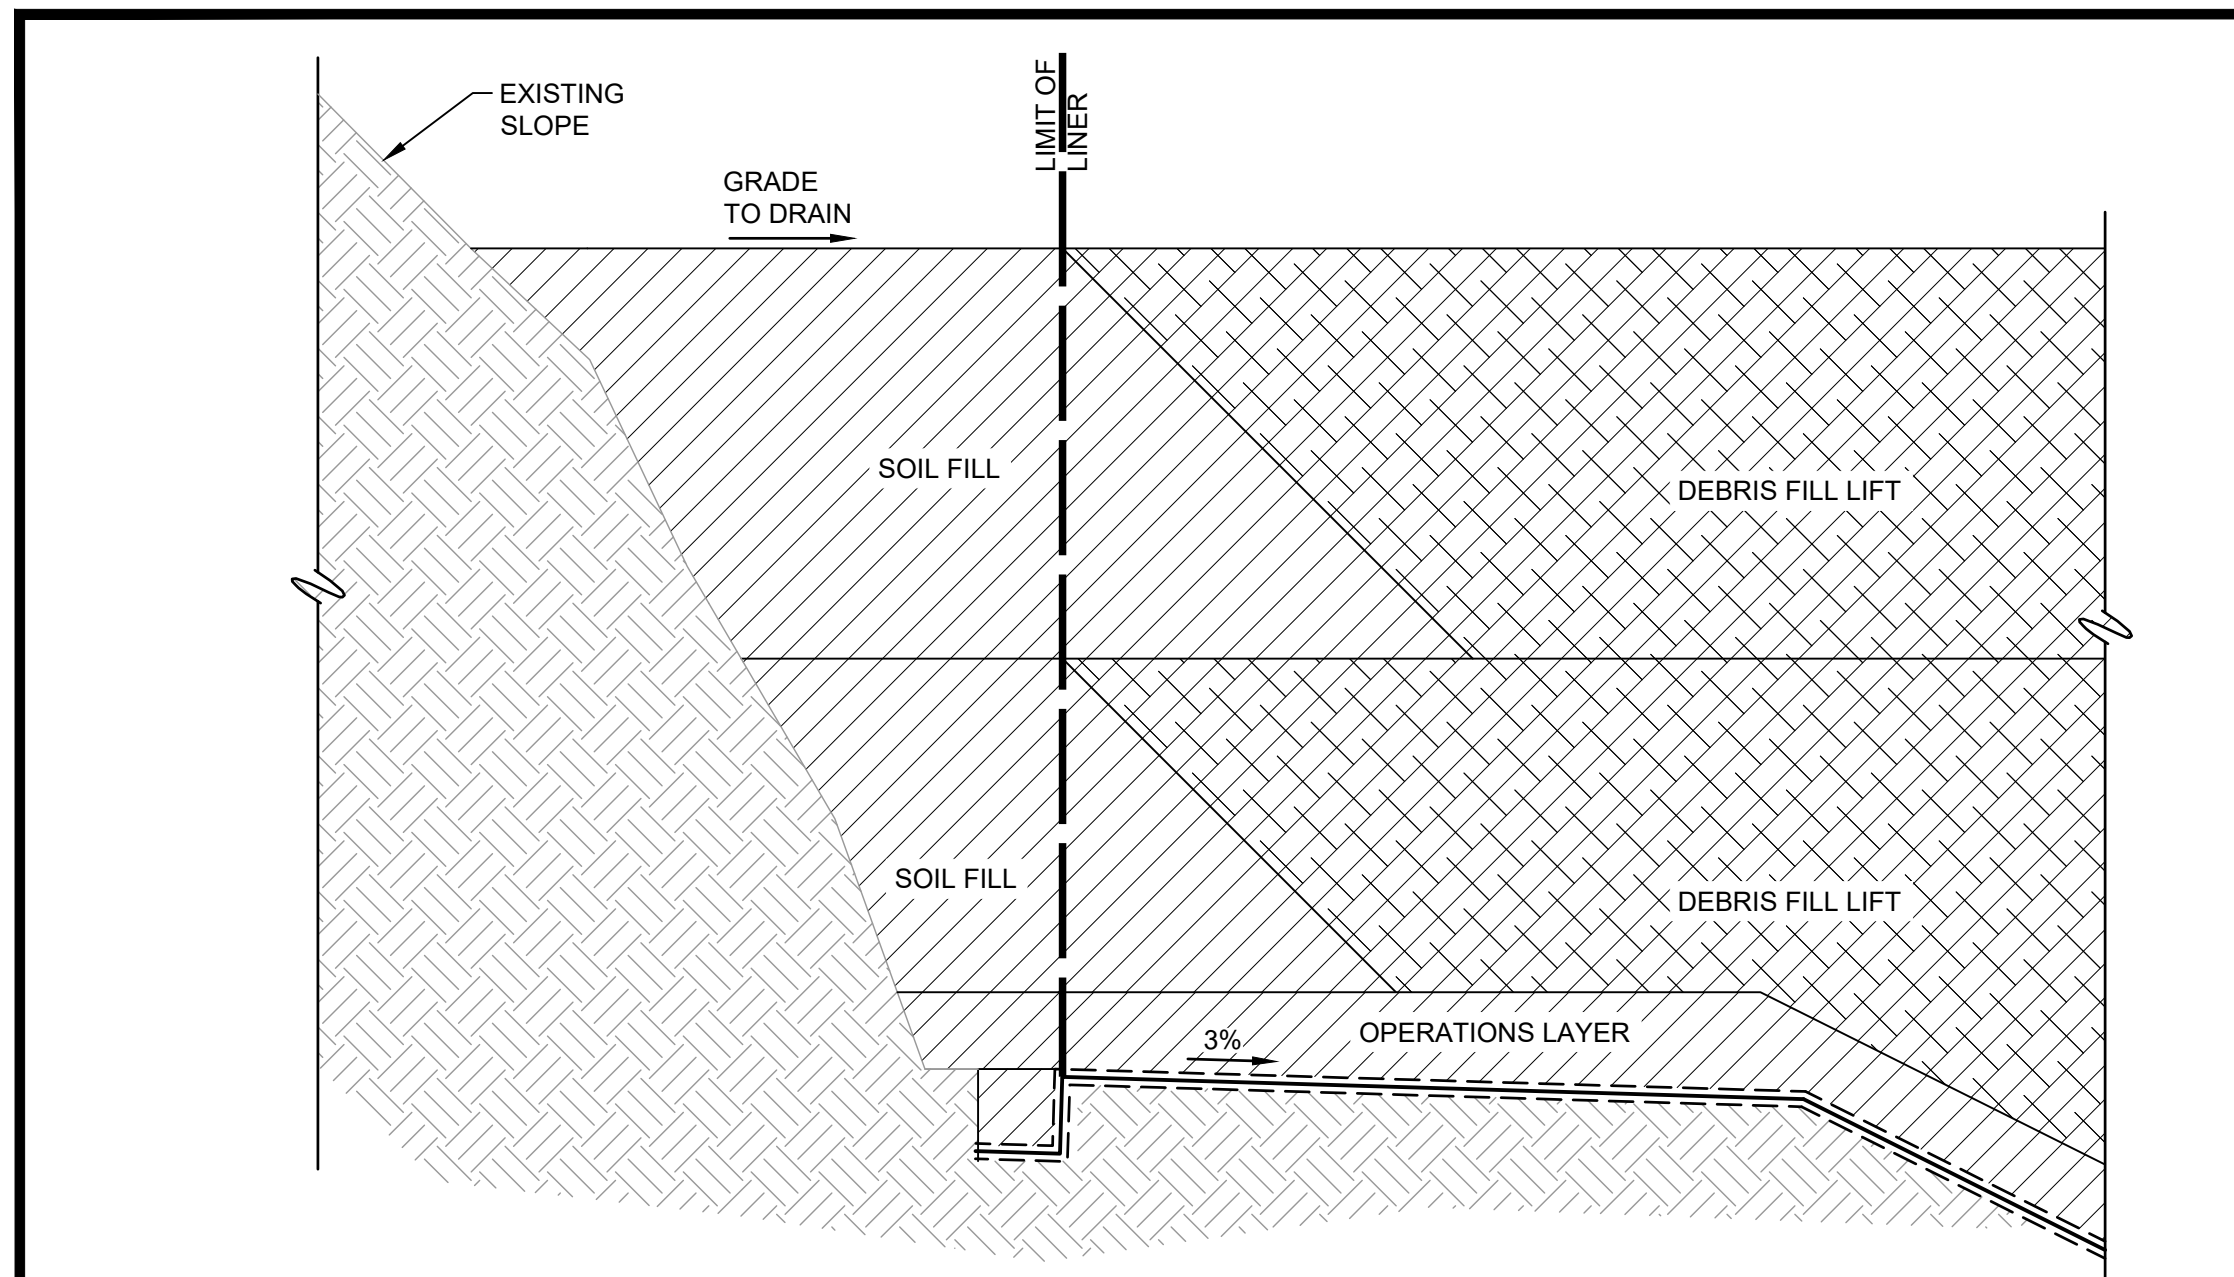 EXISTING
SLOPE
LIMIT OF
LINER
GRADE
TO DRAIN
SOIL FILL
DEBRIS FILL LIFT
SOIL FILL
DEBRIS FILL LIFT
3%
OPERATIONS LAYER